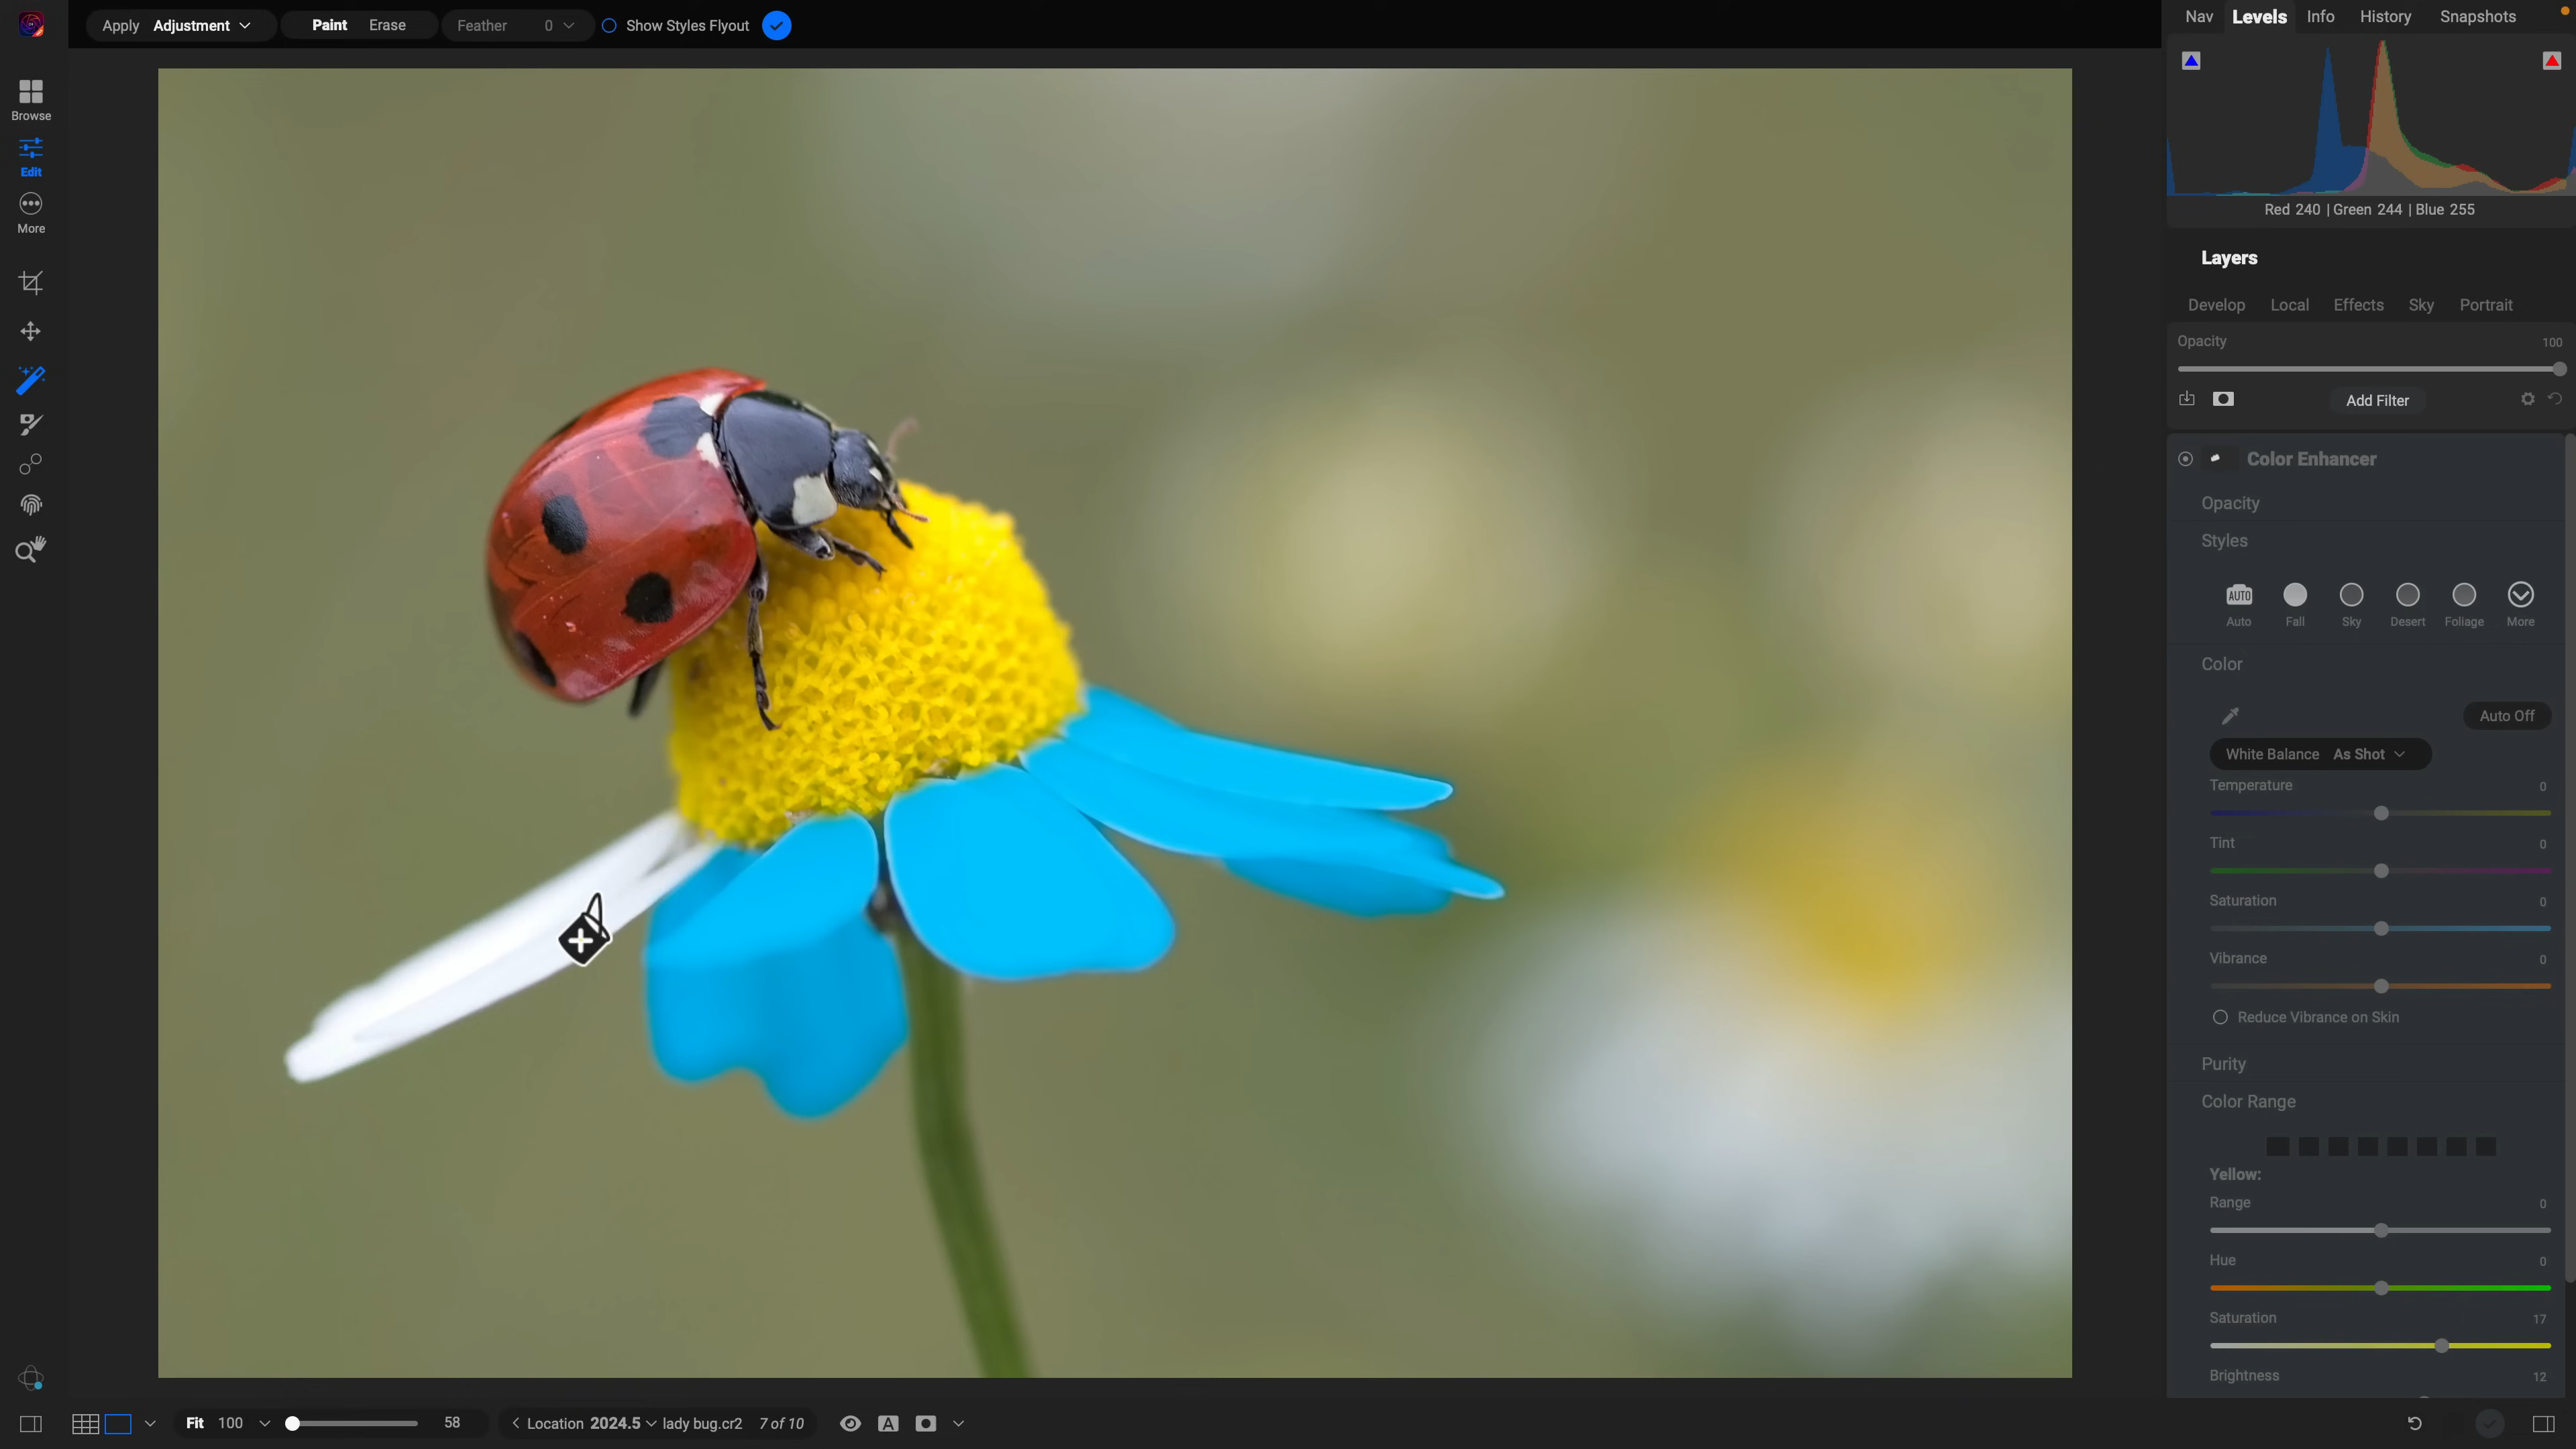 Apply Adjustment Paint Erase Feather 0 Show Styles Flyout
Nav Levels Info History Snapshots
Browse
Edit
More
Red 240 | Green 244 | Blue 255
Layers
Develop Local Effects Sky Portrait
Opacity 100
Add Filter
Color Enhancer
Opacity
Styles
AUTO
Auto Fall Sky Desert Foliage More
Color
Auto Off
White Balance As Shot
Temperature 0
Tint 0
Saturation 0
Vibrance 0
Reduce Vibrance on Skin
Purity
Color Range
Yellow:
Range 0
Hue 0
Saturation 17
Brightness 12
Fit 100 58 Location 2024.5 lady bug.cr2 7 of 10 A